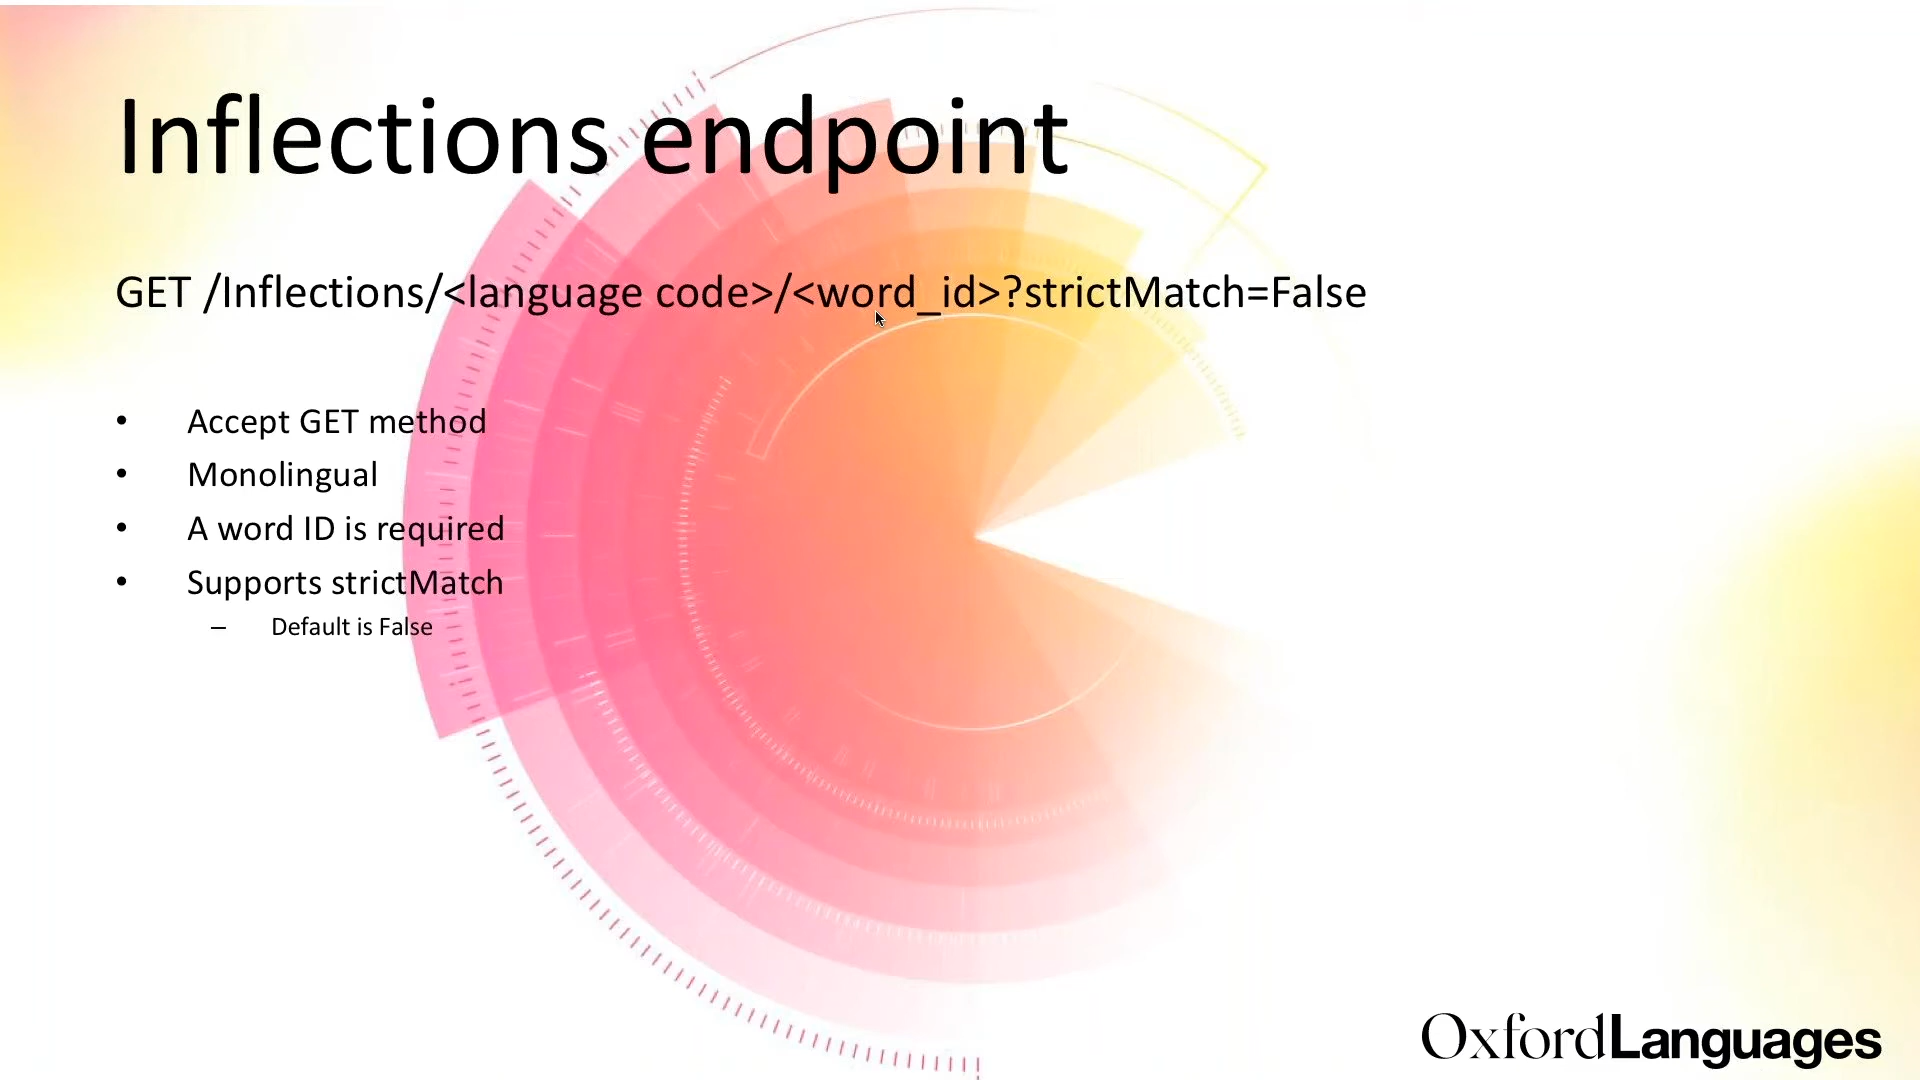 Inflections endpoint
GET /Inflections/<language code>/<word_id>?strictMatch=False
• Accept GET method
• Monolingual
• A word ID is required
• Supports strictMatch
– Default is False
OxfordLanguages